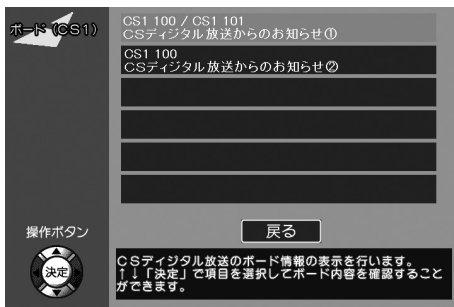 ボード(CS1)
CS1 100 / CS1 101
CSディジタル放送からのお知らせ①
CS1 100
CSディジタル放送からのお知らせ②
戻る
操作ボタン
決定
CSディジタル放送のボード情報の表示を行います。
↑↓「決定」で項目を選択してボード内容を確認すること
ができます。